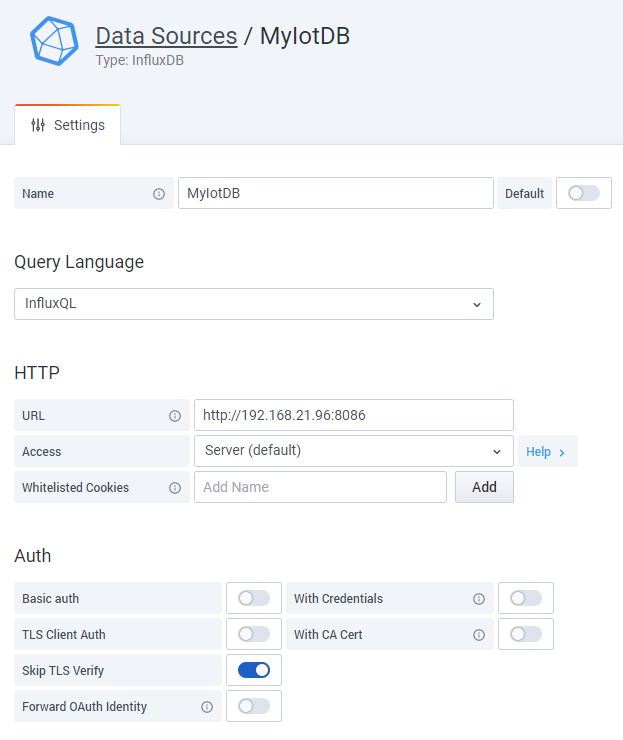 Data Sources / MyIotDB
Type: InfluxDB
Settings
Name MyIotDB Default
Query Language
InfluxQL
HTTP
URL http://192.168.21.96:8086
Access Server (default) Help
Whitelisted Cookies Add Name Add
Auth
Basic auth With Credentials
TLS Client Auth With CA Cert
Skip TLS Verify
Forward OAuth Identity